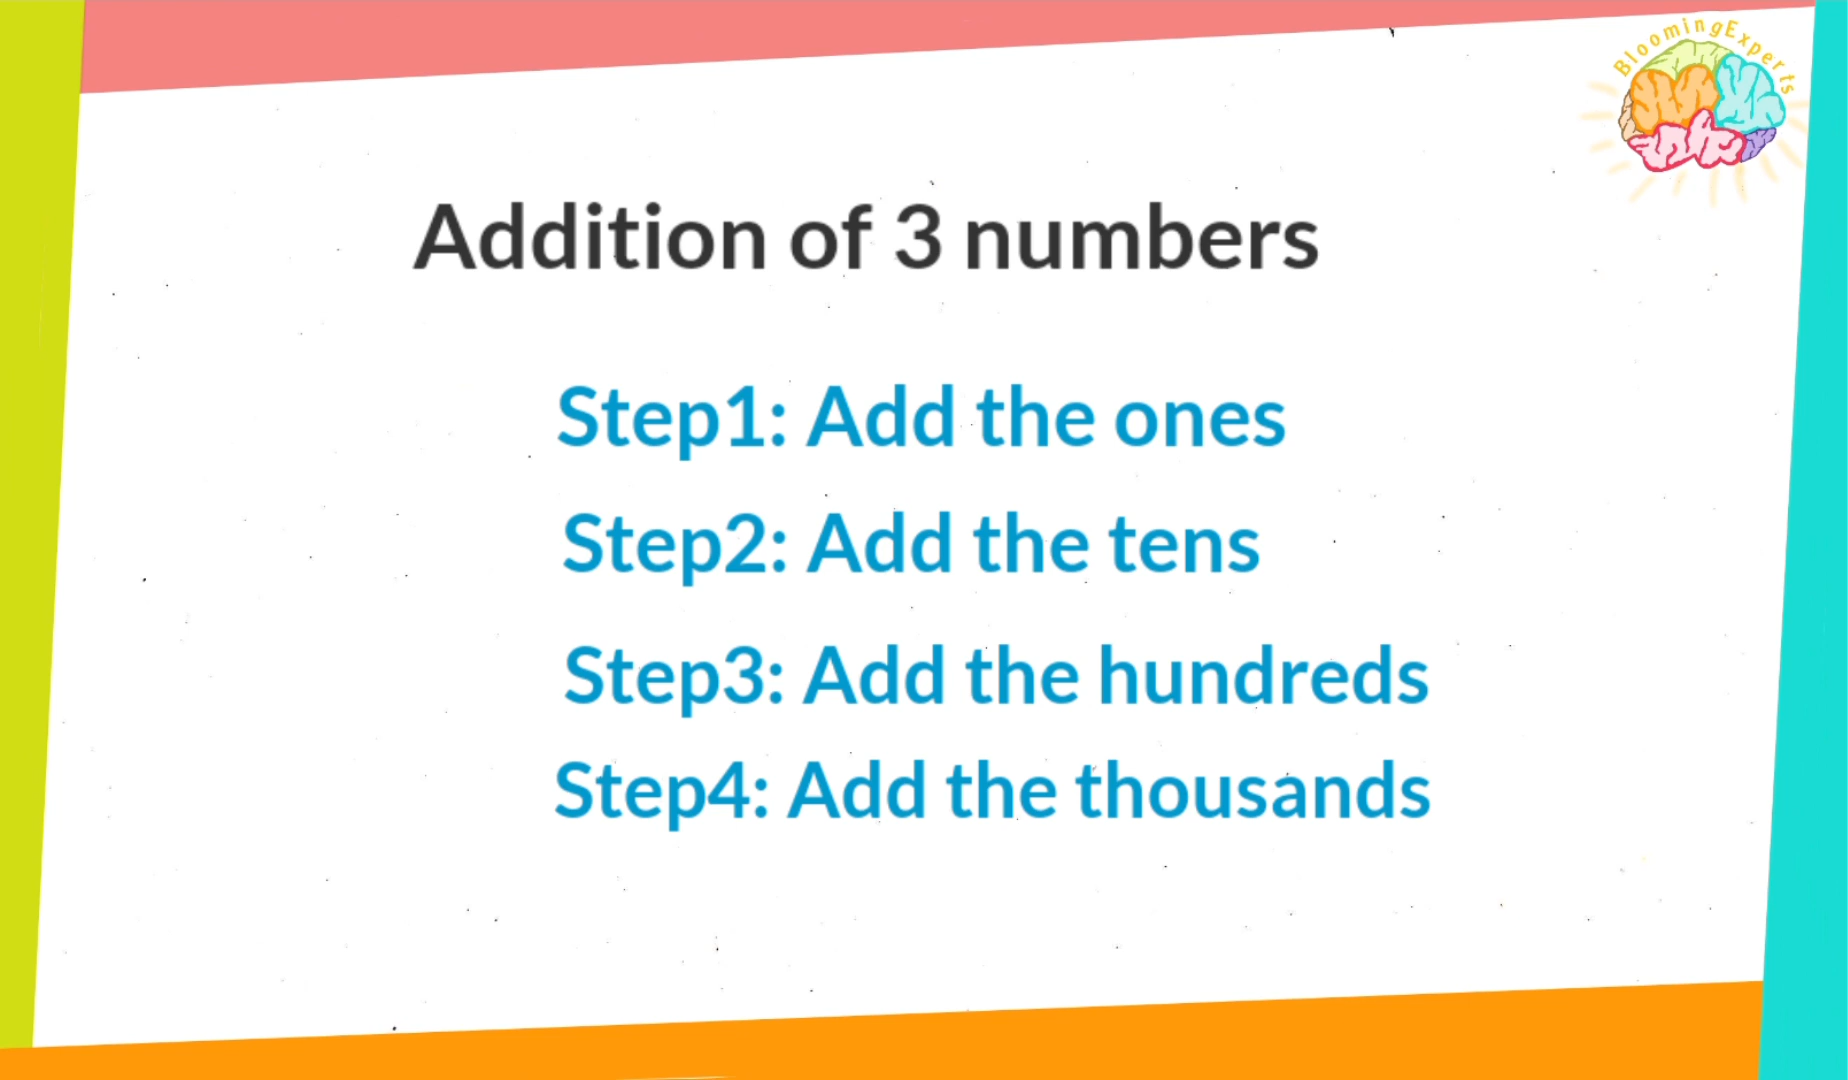 BloomingExperts
Addition of 3 numbers
Step1: Add the ones
Step2: Add the tens
Step3: Add the hundreds
Step4: Add the thousands